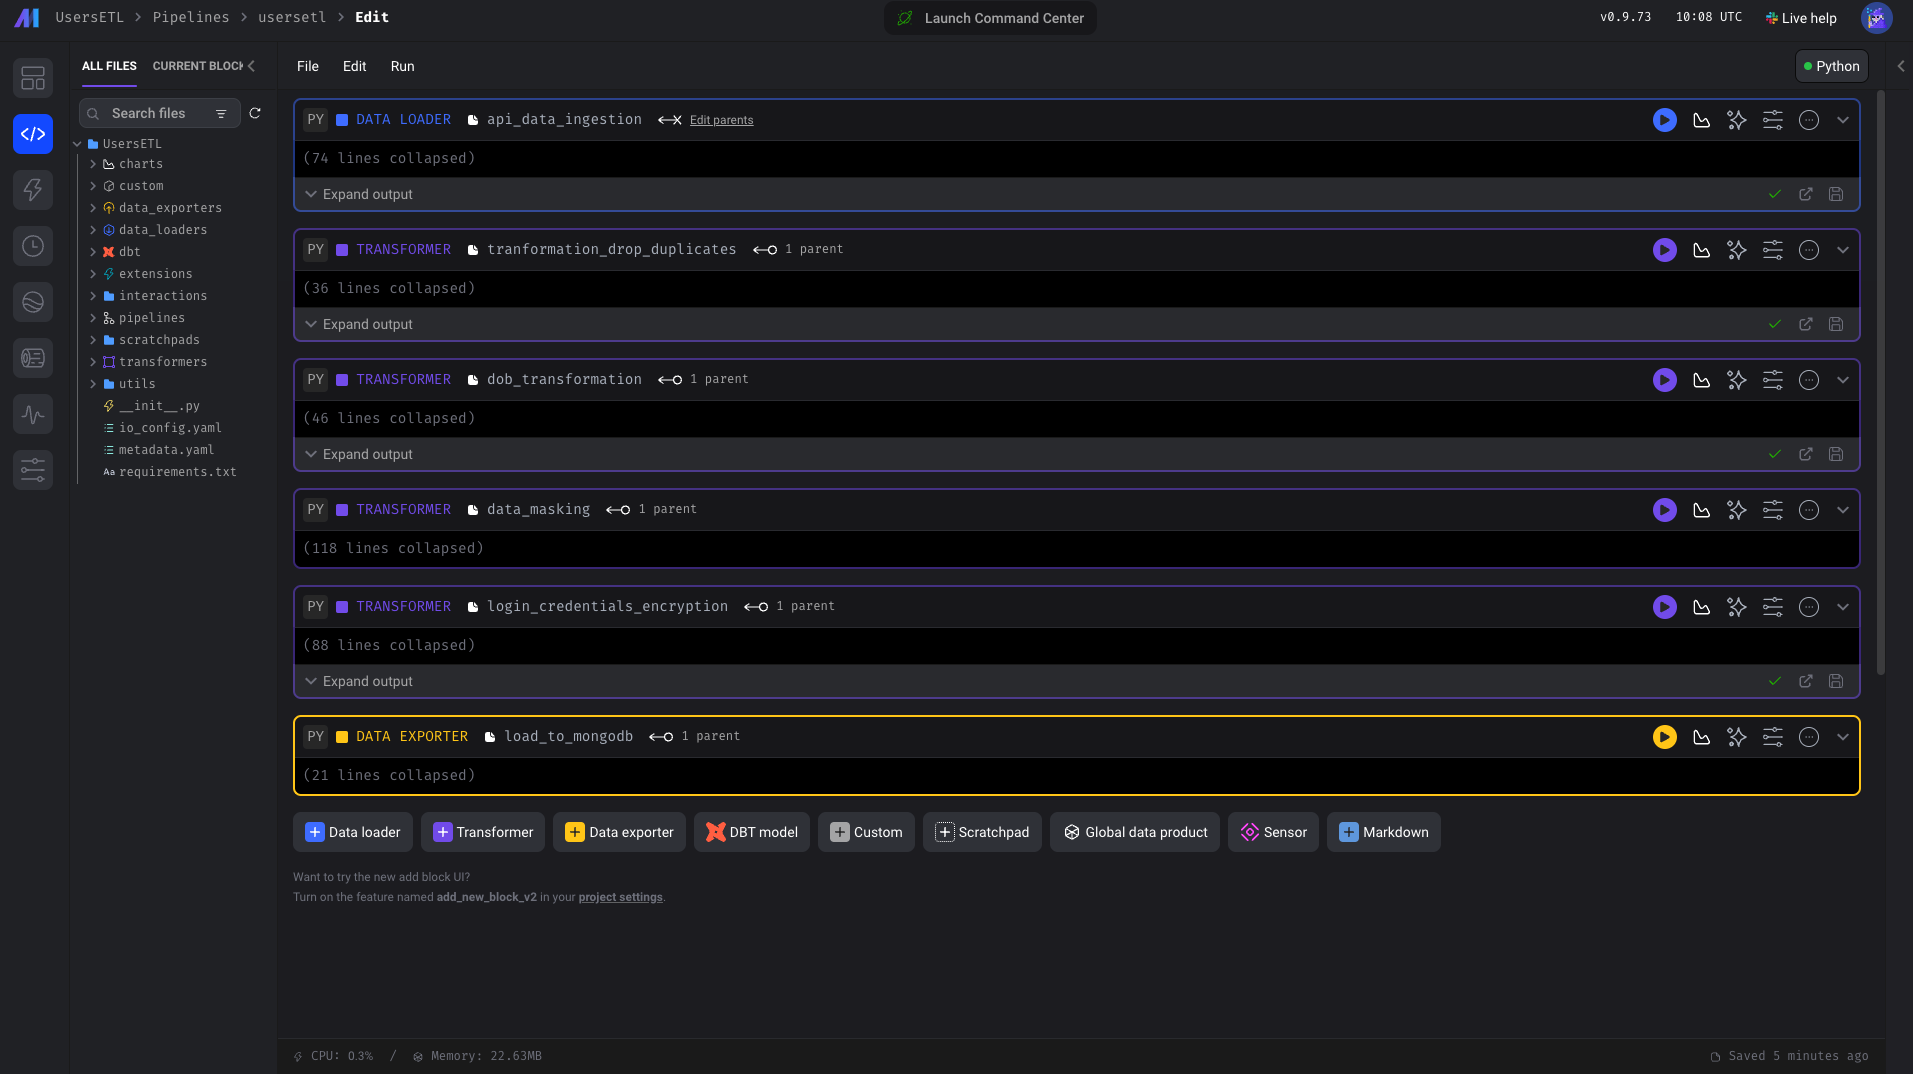 UsersETL > Pipelines > usersetl > Edit
Launch Command Center
v0.9.73 10:08 UTC Live help
ALL FILES CURRENT BLOCK
File Edit Run
Python
Search files
UsersETL
charts
custom
data_exporters
data_loaders
dbt
extensions
interactions
pipelines
scratchpads
transformers
utils
__init__.py
io_config.yaml
metadata.yaml
Aa requirements.txt
PY DATA LOADER api_data_ingestion Edit parents
(74 lines collapsed)
Expand output
PY TRANSFORMER tranformation_drop_duplicates 1 parent
(36 lines collapsed)
Expand output
PY TRANSFORMER dob_transformation 1 parent
(46 lines collapsed)
Expand output
PY TRANSFORMER data_masking 1 parent
(118 lines collapsed)
PY TRANSFORMER login_credentials_encryption 1 parent
(88 lines collapsed)
Expand output
PY DATA EXPORTER load_to_mongodb 1 parent
(21 lines collapsed)
Data loader Transformer Data exporter DBT model Custom Scratchpad Global data product Sensor Markdown
Want to try the new add block UI?
Turn on the feature named add_new_block_v2 in your project settings.
CPU: 0.3% / Memory: 22.63MB
Saved 5 minutes ago